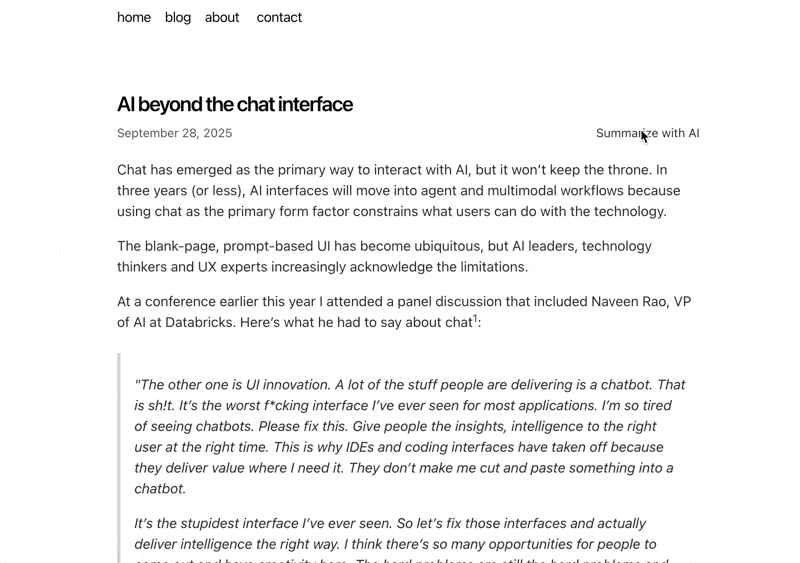 home blog about contact
AI beyond the chat interface
September 28, 2025 Summarize with AI
Chat has emerged as the primary way to interact with AI, but it won’t keep the throne. In
three years (or less), AI interfaces will move into agent and multimodal workflows because
using chat as the primary form factor constrains what users can do with the technology.
The blank-page, prompt-based UI has become ubiquitous, but AI leaders, technology
thinkers and UX experts increasingly acknowledge the limitations.
At a conference earlier this year I attended a panel discussion that included Naveen Rao, VP
of AI at Databricks. Here’s what he had to say about chat1:
"The other one is UI innovation. A lot of the stuff people are delivering is a chatbot. That
is sh!t. It’s the worst f*cking interface I’ve ever seen for most applications. I’m so tired
of seeing chatbots. Please fix this. Give people the insights, intelligence to the right
user at the right time. This is why IDEs and coding interfaces have taken off because
they deliver value where I need it. They don’t make me cut and paste something into a
chatbot.
It’s the stupidest interface I’ve ever seen. So let’s fix those interfaces and actually
deliver intelligence the right way. I think there’s so many opportunities for people to